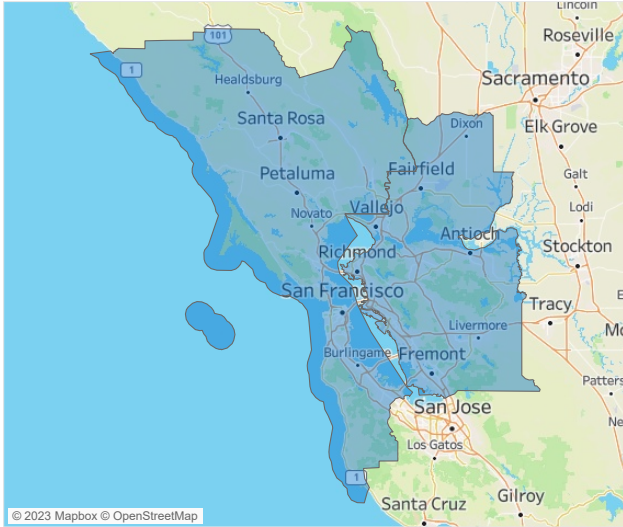 Lincoln
101
Roseville
1
Healdsburg
Sacramento
Santa Rosa
Dixon
Elk Grove
Petaluma
Fairfield
Galt
Novato
Vallejo
Lodi
Antioch
Stockton
Richmond
San Francisco
Tracy
Livermore
Burlingame
Fremont
Patters
San Jose
Los Gatos
1
Gilroy
Santa Cruz
© 2023 Mapbox © OpenStreetMap